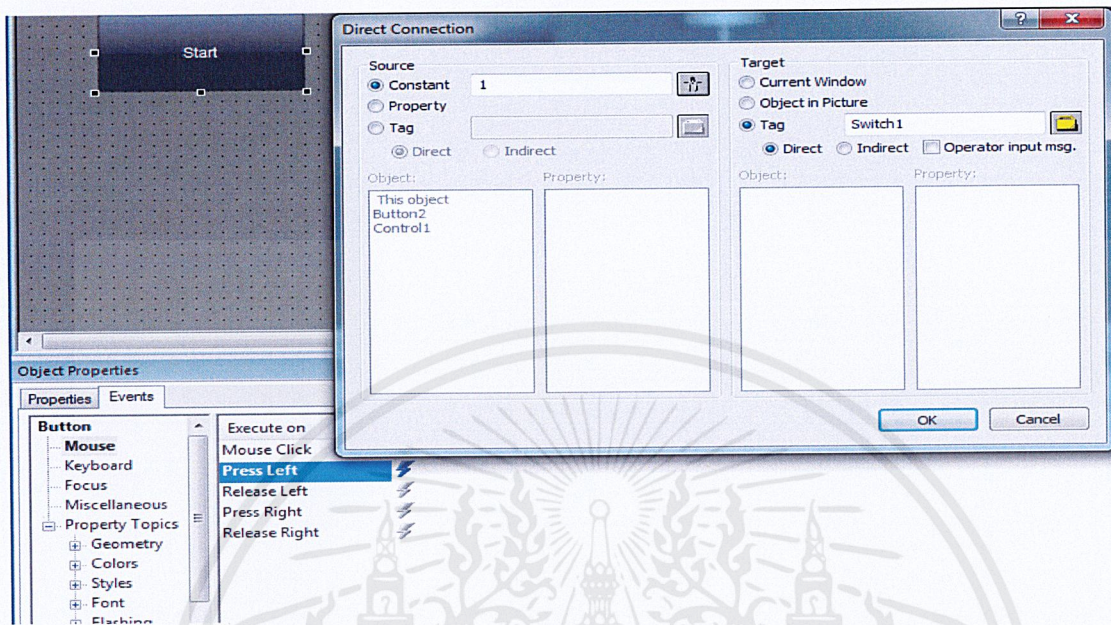 Start
Direct Connection
Source
Constant 1
Property
Tag
Direct Indirect
Object: Property:
This object
Button2
Control1
Target
Current Window
Object in Picture
Tag Switch1
Direct Indirect Operator input msg.
Object: Property:
OK Cancel
Object Properties
Properties Events
Button
Mouse
Keyboard
Focus
Miscellaneous
Property Topics
Geometry
Colors
Styles
Font
Flashing
Execute on
Mouse Click
Press Left
Release Left
Press Right
Release Right